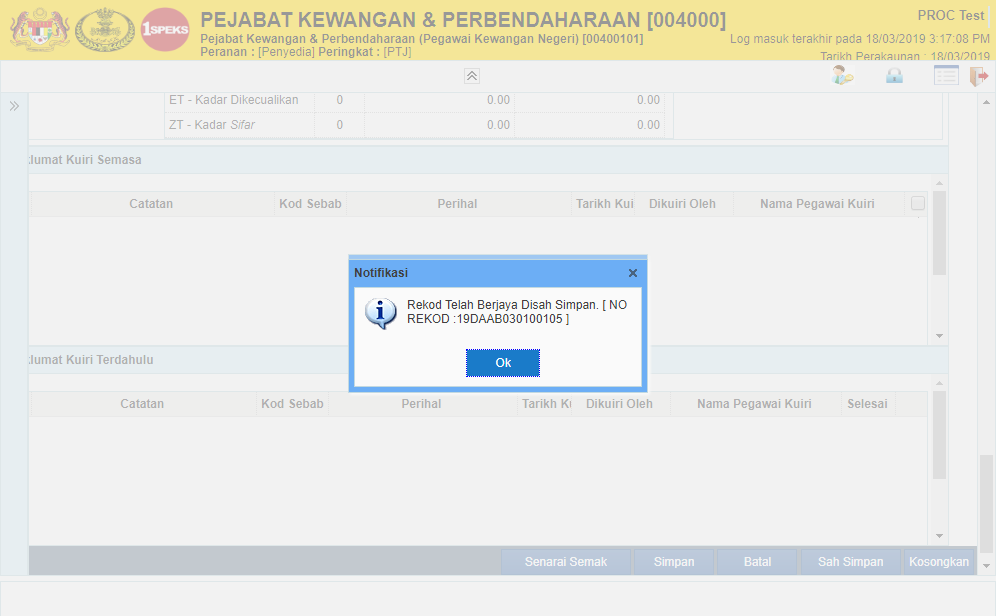 PEJABAT KEWANGAN & PERBENDAHARAAN [004000]
PROC Test
1SPEKS
Pejabat Kewangan & Perbendaharaan (Pegawai Kewangan Negeri) [00400101]
Log masuk terakhir pada 18/03/2019 3:17:08 PM
Peranan : [Penyedia] Peringkat : [PTJ]
Tarikh Perakaunan : 18/03/2019
ET - Kadar Dikecualikan 0 0.00 0.00
ZT - Kadar Sifar 0 0.00 0.00
klumat Kuiri Semasa
Catatan Kod Sebab Perihal Tarikh Kui Dikuiri Oleh Nama Pegawai Kuiri
Notifikasi
Rekod Telah Berjaya Disah Simpan. [ NO
REKOD :19DAAB030100105 ]
Ok
klumat Kuiri Terdahulu
Catatan Kod Sebab Perihal Tarikh Ku Dikuiri Oleh Nama Pegawai Kuiri Selesai
Senarai Semak Simpan Batal Sah Simpan Kosongkan